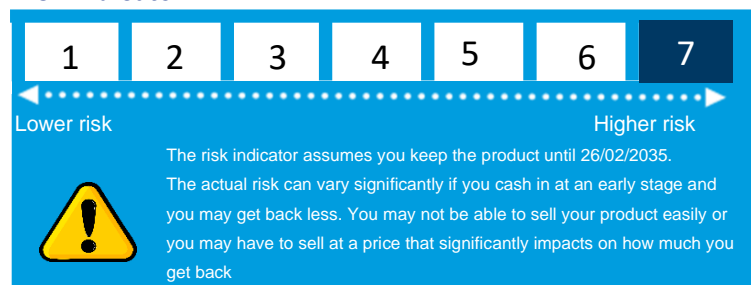 1 2 3 4 5 6 7
Lower risk Higher risk
The risk indicator assumes you keep the product until 26/02/2035.
The actual risk can vary significantly if you cash in at an early stage and
you may get back less. You may not be able to sell your product easily or
you may have to sell at a price that significantly impacts on how much you
get back